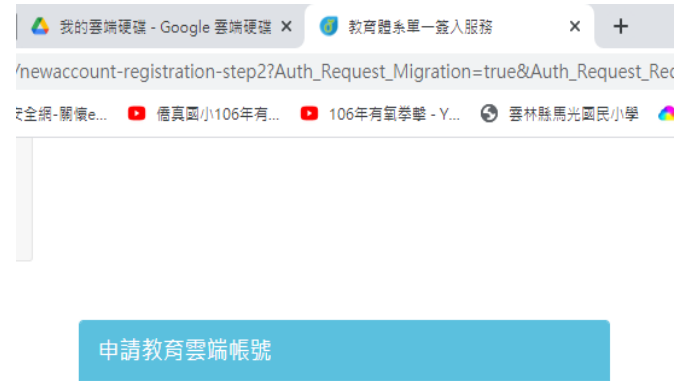 我的雲端硬碟 - Google 雲端硬碟 × 教育體系單一簽入服務 × +
/newaccount-registration-step2?Auth_Request_Migration=true&Auth_Request_Rec
安全網-關懷e... 僑真國小106年有... 106年有氧拳擊 - Y... 雲林縣馬光國民小學
申請教育雲端帳號